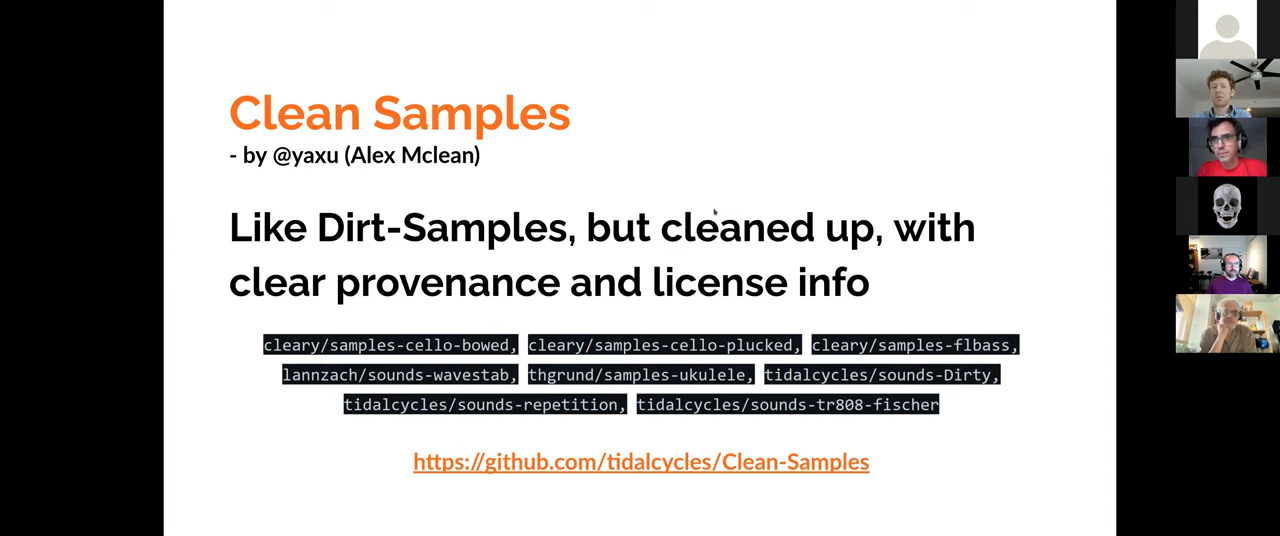 Clean Samples
- by @yaxu (Alex Mclean)
Like Dirt-Samples, but cleaned up, with
clear provenance and license info
cleary/samples-cello-bowed, cleary/samples-cello-plucked, cleary/samples-flbass,
lannzach/sounds-wavestab, thgrund/samples-ukulele, tidalcycles/sounds-Dirty,
tidalcycles/sounds-repetition, tidalcycles/sounds-tr808-fischer
https://github.com/tidalcycles/Clean-Samples